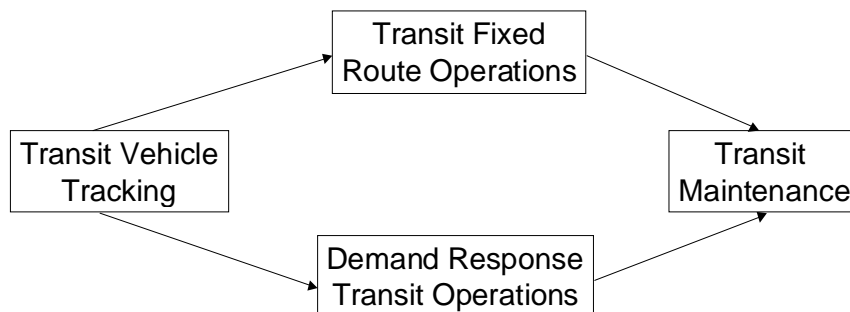 Transit Fixed
Route Operations
Transit Vehicle
Tracking
Transit
Maintenance
Demand Response
Transit Operations